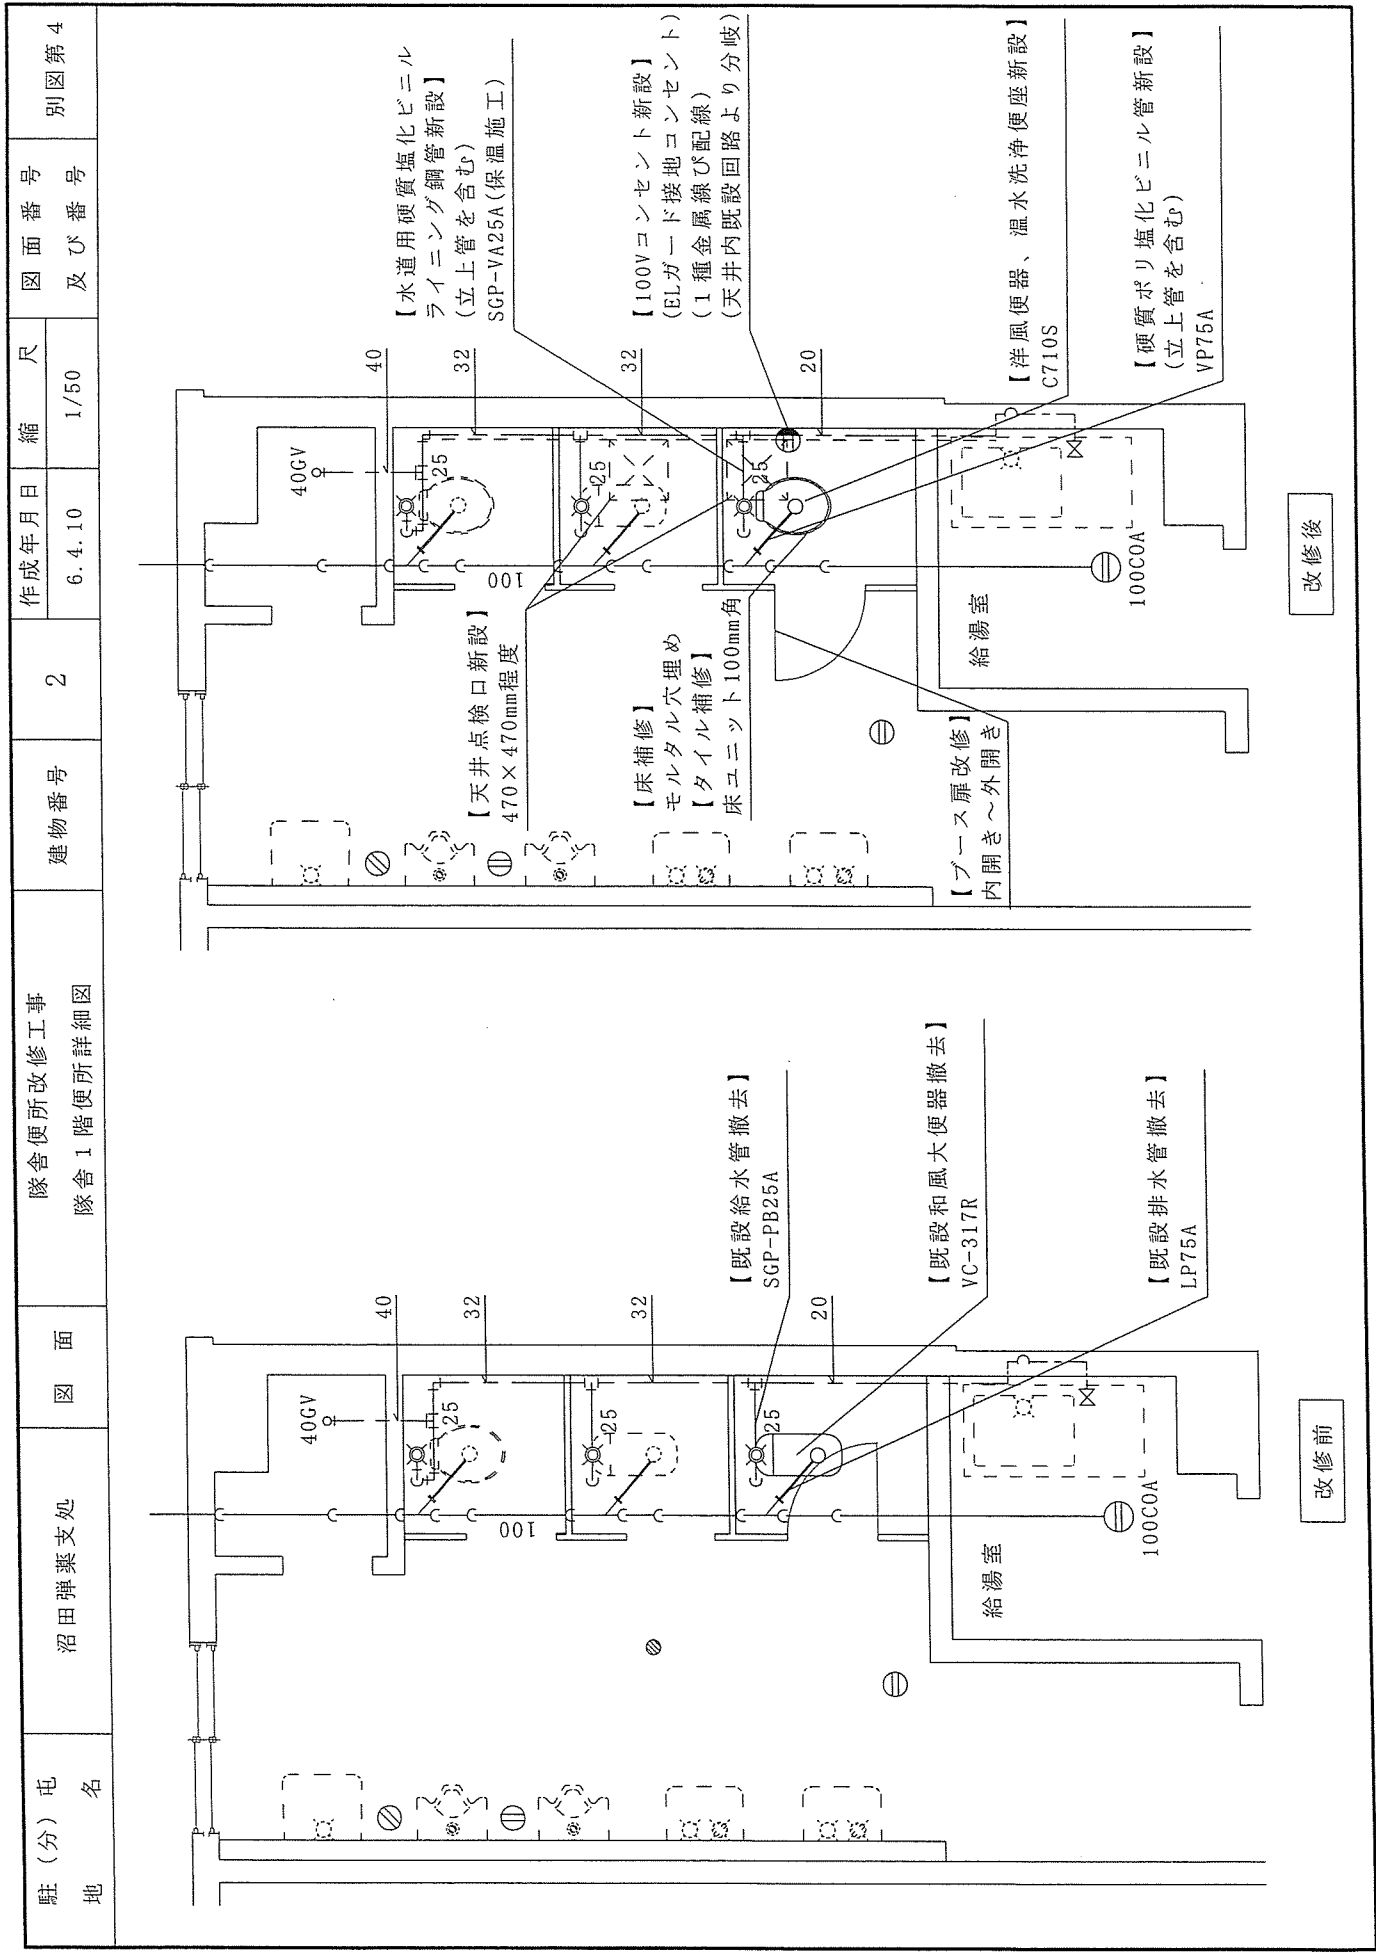 駐（分）屯
地　　名
沼田弾薬支処
図　面
隊舎便所改修工事
隊舎１階便所詳細図
建物番号
2
作成年月日
6.4.10
縮　尺
1/50
図面番号
及び番号
別図第４
40GV
40
32
25
100
32
25
20
25
【既設給水管撤去】
SGP-PB25A
【既設和風大便器撤去】
VC-317R
【既設排水管撤去】
LP75A
給湯室
100COA
改修前
40GV
40
32
25
100
32
25
20
25
【水道用硬質塩化ビニル
ライニング鋼管新設】
(立上管を含む)
SGP-VA25A(保温施工)
【100Vコンセント新設】
(ELガード接地コンセント)
(1種金属線ぴ配線)
(天井内既設回路より分岐)
【洋風便器、温水洗浄便座新設】
C710S
【硬質ポリ塩化ビニル管新設】
(立上管を含む)
VP75A
【天井点検口新設】
470×470mm程度
【床補修】
モルタル穴埋め
【タイル補修】
床ユニット100mm角
【ブース扉改修】
内開き～外開き
給湯室
100COA
改修後